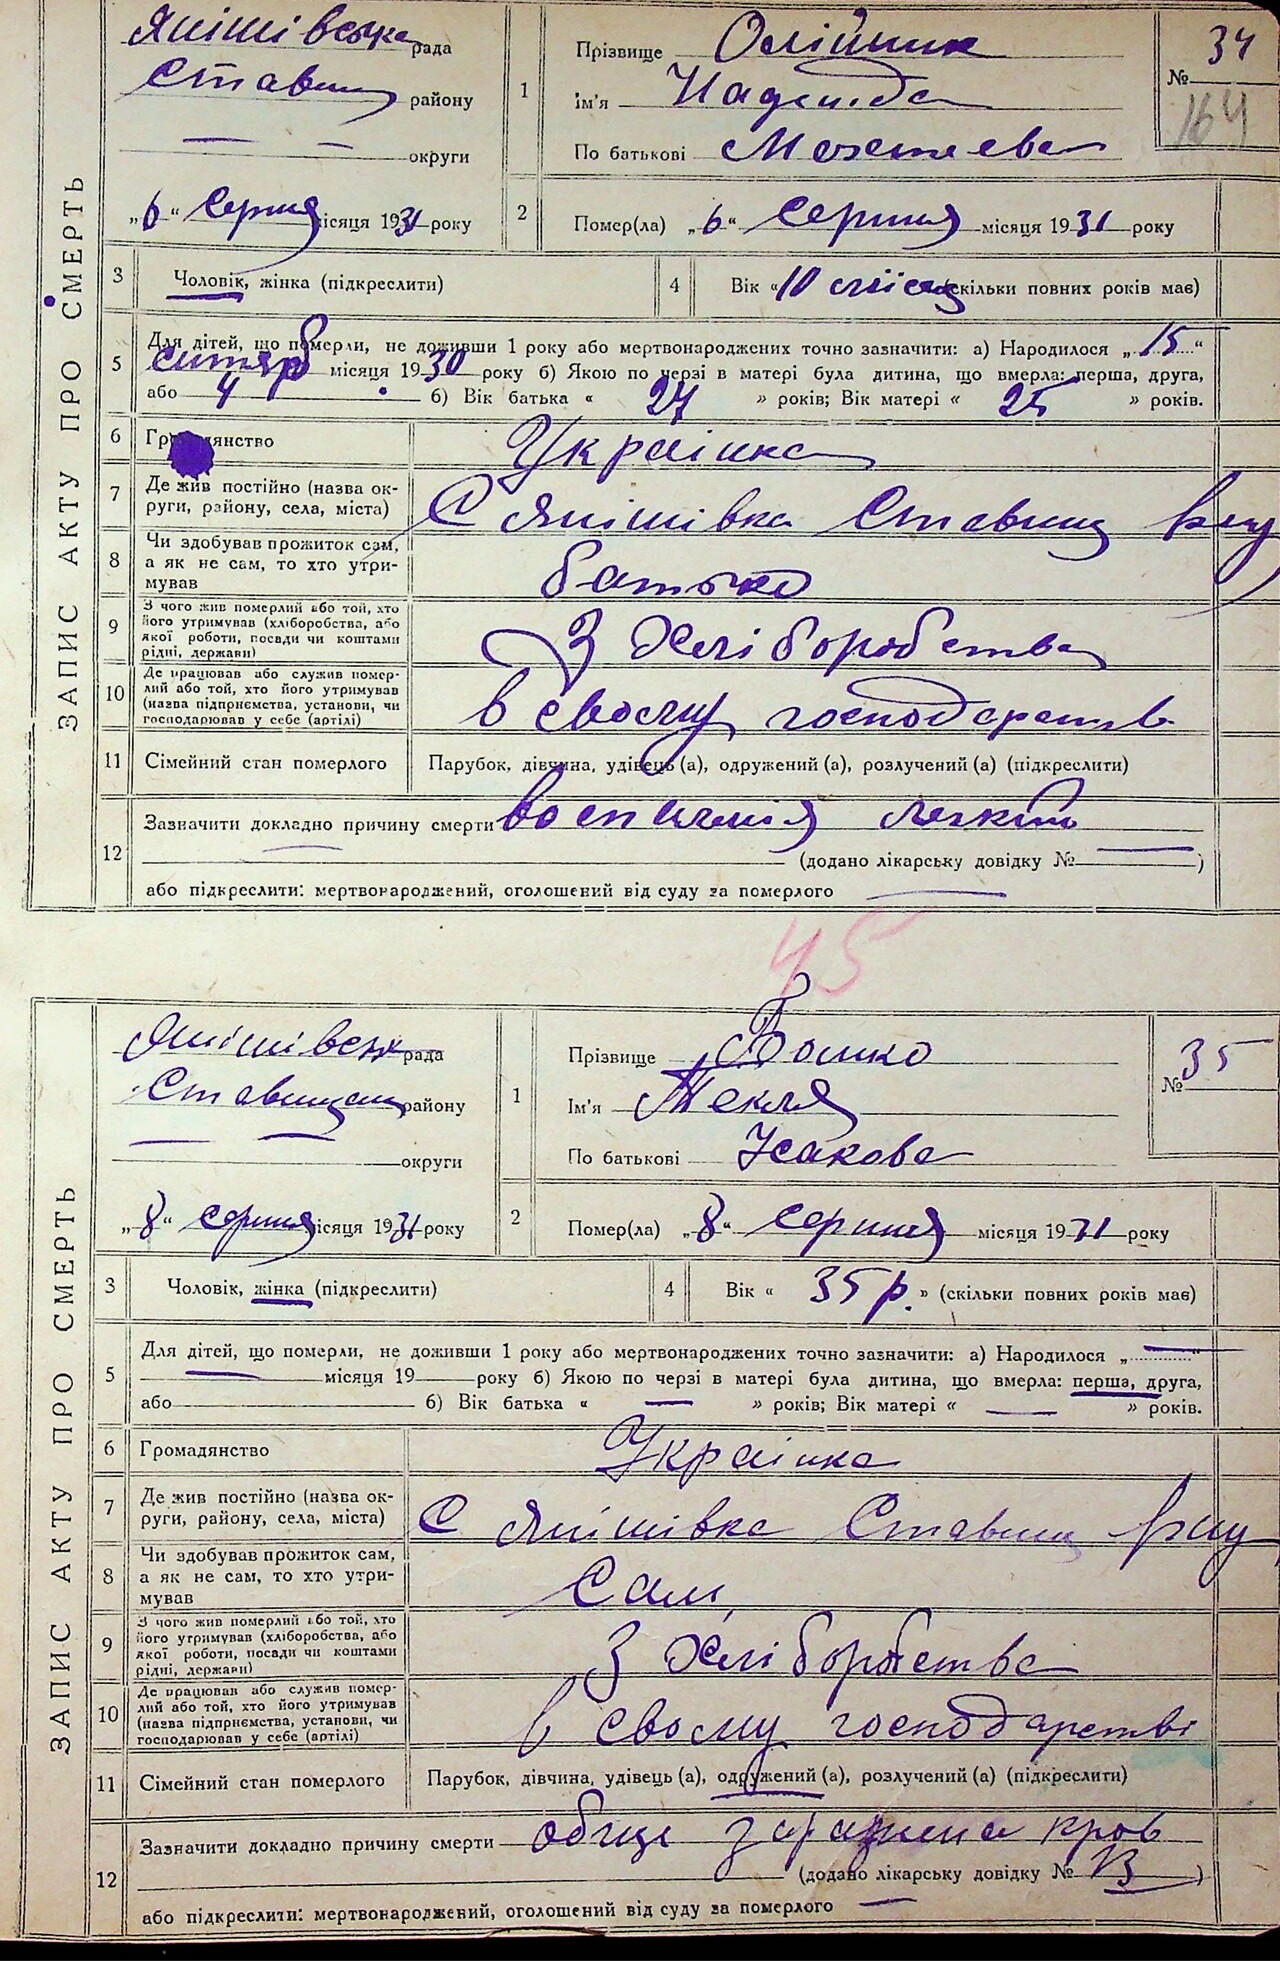 ЗАПИС АКТУ ПРО СМЕРТЬ
Янішівська рада
Ставищ району
округи
„6“ серпня місяця 1931 року
1
Прізвище Олійник
Ім'я Надежда
По батькові Мохтеева
№ 34
164
2
Помер(ла) „6“ серпня місяця 1931 року
3 Чоловік, жінка (підкреслити)
4 Вік « 10 місяц (скільки повних років має)
5 Для дітей, що померли, не доживши 1 року або мертвонароджених точно зазначити: а) Народилося „15“
сентяб місяця 1930 року б) Якою по черзі в матері була дитина, що вмерла: перша, друга,
або 4 б) Вік батька « 27 » років; Вік матері « 25 » років.
6 Громадянство Українка
7 Де жив постійно (назва округи, району, села, міста) С Янішівка Ставищ р-ну
8 Чи здобував прожиток сам, а як не сам, то хто утримував батько
9 З чого жив померлий або той, хто його утримував (хліборобства, або якої роботи, посади чи коштами рідні, держави) З Хліборобства
10 Де працював або служив померлий або той, хто його утримував (назва підприємства, установи, чи господарював у себе (артілі) в своему господарстві
11 Сімейний стан померлого Парубок, дівчина, удівець (а), одружений (а), розлучений (а) (підкреслити)
12 Зазначити докладно причину смерти воспаления легких
(додано лікарську довідку № )
або підкреслити: мертвонароджений, оголошений від суду за померлого
45
ЗАПИС АКТУ ПРО СМЕРТЬ
Янішівськ рада
Ставищан району
округи
„8“ серпня місяця 1931 року
1
Прізвище Бошко
Ім'я Текля
По батькові Ісакова
№ 35
2
Помер(ла) „8“ серпня місяця 1931 року
3 Чоловік, жінка (підкреслити)
4 Вік « 35 р. » (скільки повних років має)
5 Для дітей, що померли, не доживши 1 року або мертвонароджених точно зазначити: а) Народилося „ “
місяця 19 року б) Якою по черзі в матері була дитина, що вмерла: перша, друга,
або б) Вік батька « — » років; Вік матері « — » років.
6 Громадянство Українка
7 Де жив постійно (назва округи, району, села, міста) С Янішівка Ставищ р-ну
8 Чи здобував прожиток сам, а як не сам, то хто утримував Сам
9 З чого жив померлий або той, хто його утримував (хліборобства, або якої роботи, посади чи коштами рідні, держави) З Хліборобства
10 Де працював або служив померлий або той, хто його утримував (назва підприємства, установи, чи господарював у себе (артілі) в своему господарстві
11 Сімейний стан померлого Парубок, дівчина, удівець (а), одружений (а), розлучений (а) (підкреслити)
12 Зазначити докладно причину смерти обще заражена кров
(додано лікарську довідку № )
або підкреслити: мертвонароджений, оголошений від суду за померлого